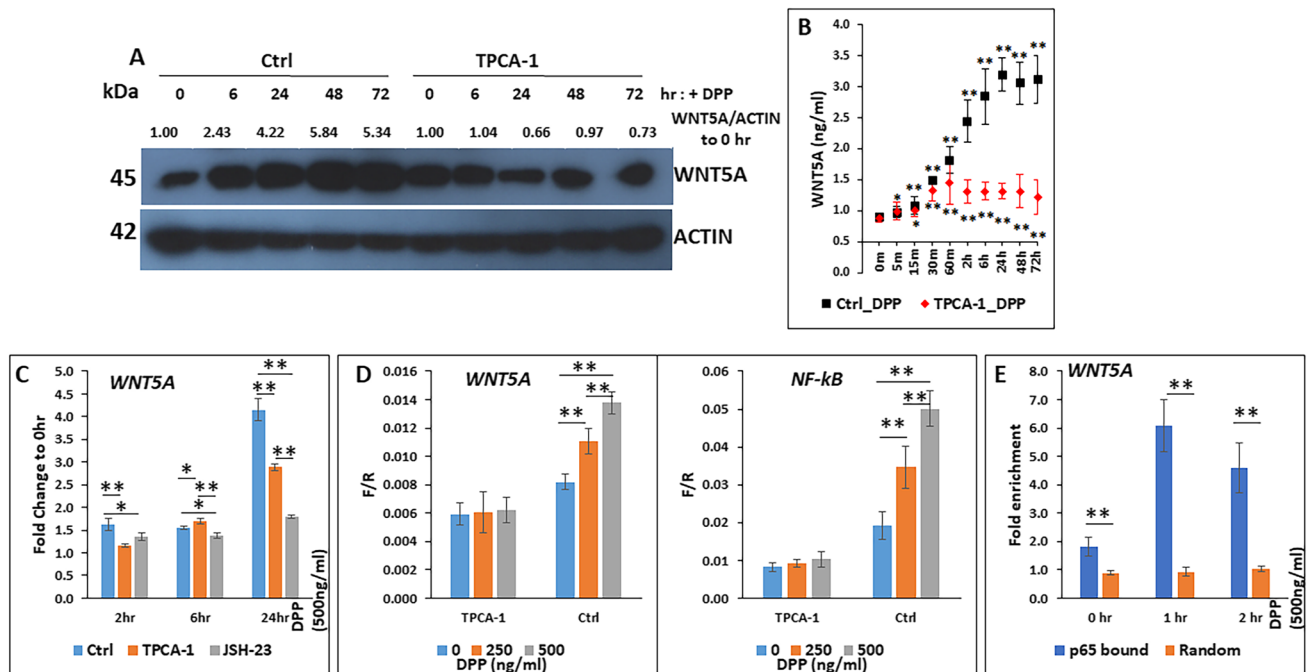 A
Ctrl TPCA-1
kDa 0 6 24 48 72 0 6 24 48 72 hr : + DPP
1.00 2.43 4.22 5.84 5.34 1.00 1.04 0.66 0.97 0.73 WNT5A/ACTIN
to 0 hr
45 WNT5A
42 ACTIN
B
WNT5A (ng/ml)
4.0
3.5
3.0
2.5
2.0
1.5
1.0
0.5
0.0
** ** ** ** ** ** ** ** *
* ** ** ** ** ** ** **
0m 5m 15m 30m 60m 2h 6h 24h 48h 72h
Ctrl_DPP TPCA-1_DPP
C WNT5A
Fold Change to 0hr
5.0
4.5
4.0
3.5
3.0
2.5
2.0
1.5
1.0
0.5
0.0
** *
* ** *
** ** **
2hr 6hr 24hr
DPP (500ng/ml)
Ctrl TPCA-1 JSH-23
D WNT5A
F/R
0.016
0.014
0.012
0.010
0.008
0.006
0.004
0.002
0.000
** ** **
TPCA-1 Ctrl
0 250 500
DPP (ng/ml)
NF-kB
F/R
0.06
0.05
0.04
0.03
0.02
0.01
0.00
** ** **
TPCA-1 Ctrl
0 250 500
DPP (ng/ml)
E WNT5A
Fold enrichment
8.0
7.0
6.0
5.0
4.0
3.0
2.0
1.0
0.0
** ** **
0 hr 1 hr 2 hr
DPP (500ng/ml)
p65 bound Random